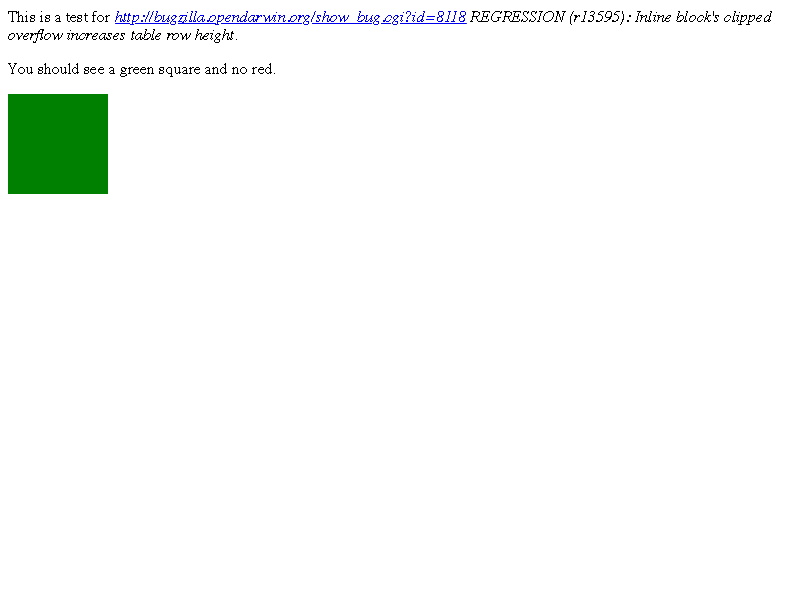 This is a test for http://bugzilla.opendarwin.org/show_bug.cgi?id=8118 REGRESSION (r13595): Inline block's clipped
overflow increases table row height.
You should see a green square and no red.